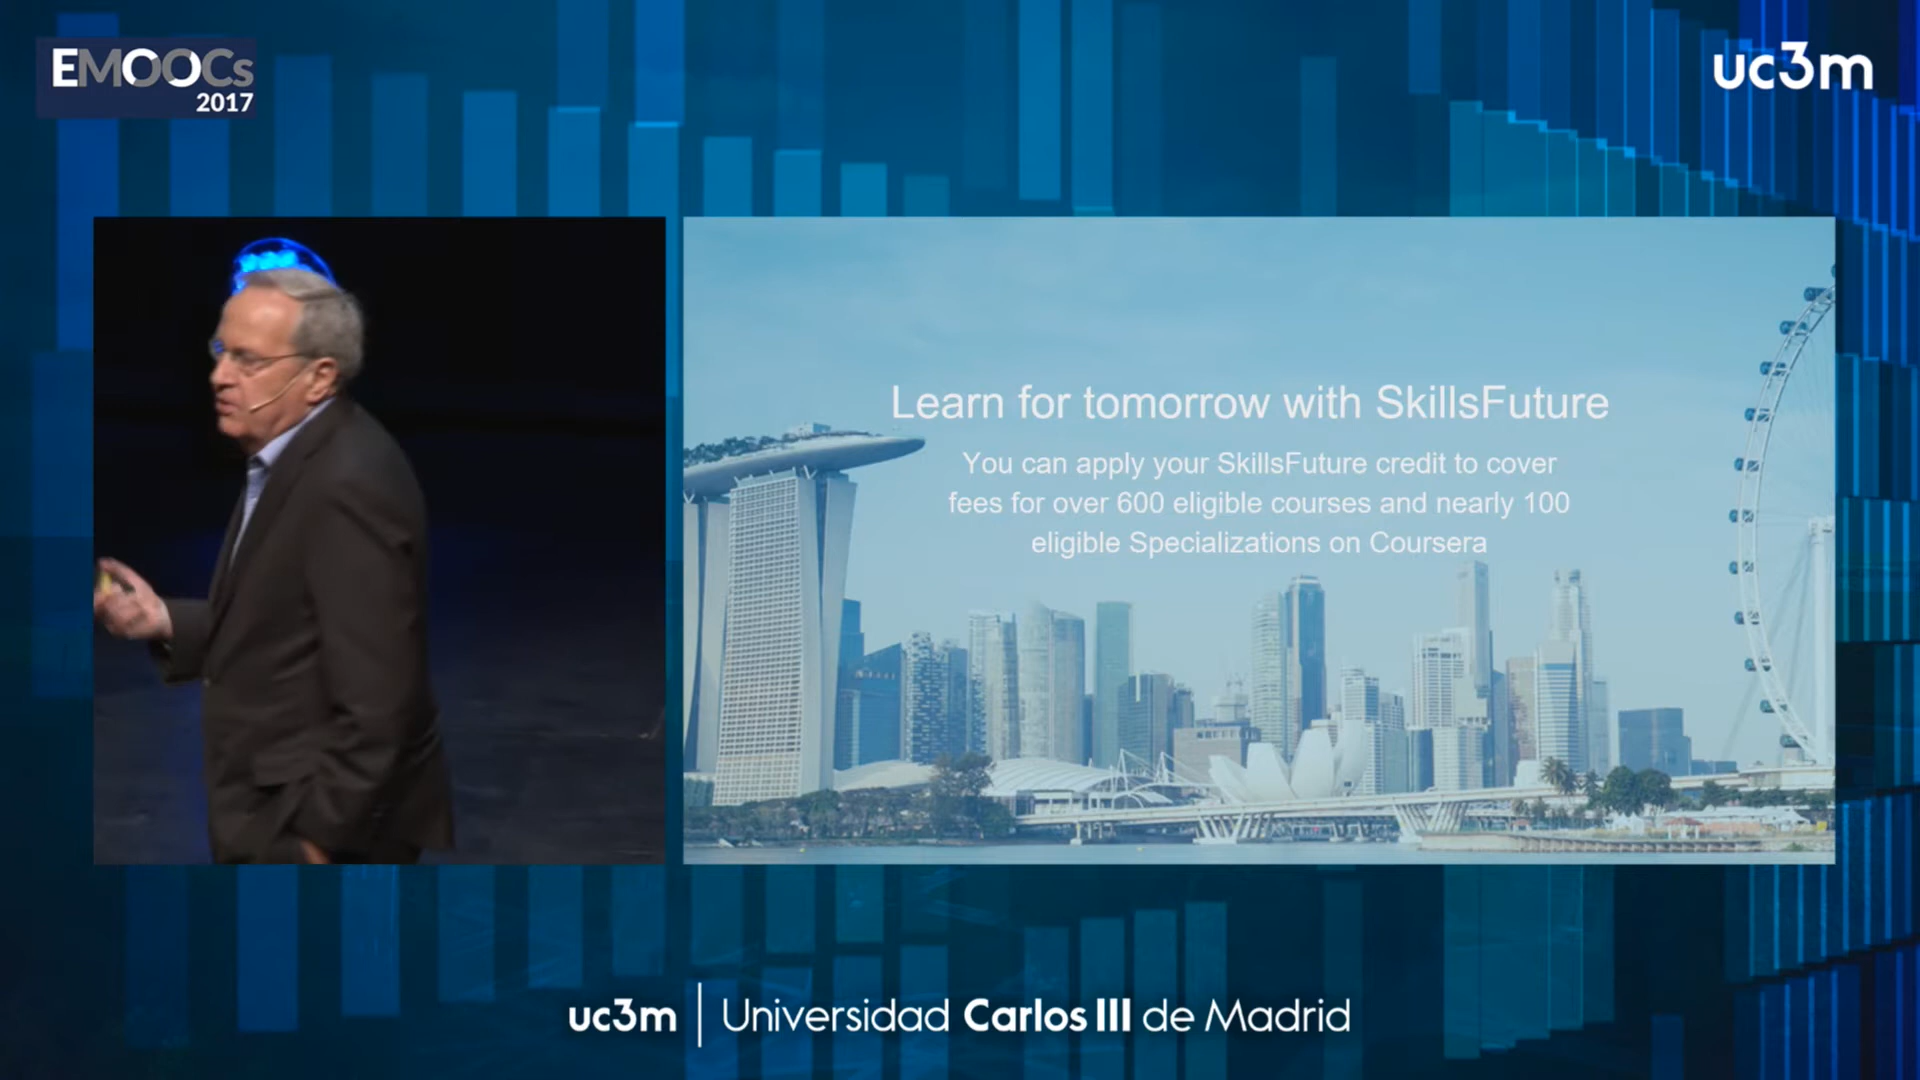 EMOOCs
2017
uc3m
Learn for tomorrow with SkillsFuture
You can apply your SkillsFuture credit to cover
fees for over 600 eligible courses and nearly 100
eligible Specializations on Coursera
uc3m | Universidad Carlos III de Madrid